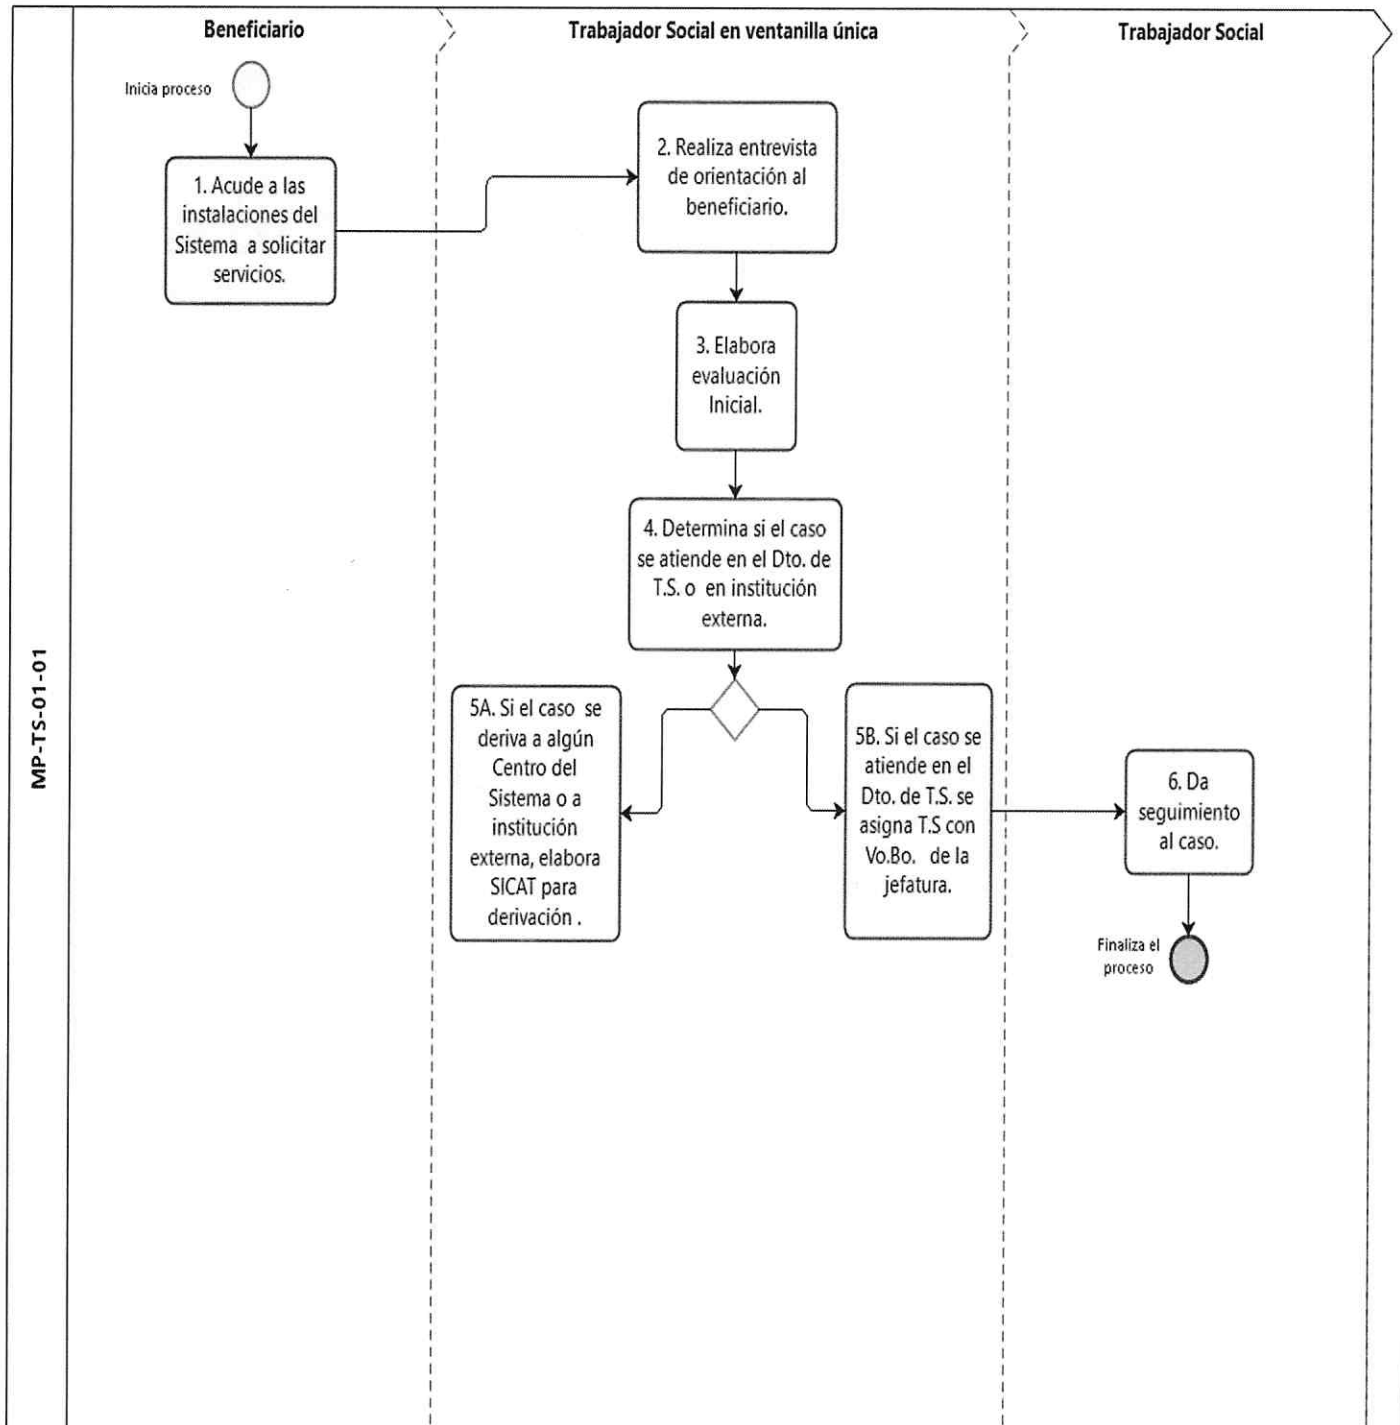 Beneficiario
Trabajador Social en ventanilla única
Trabajador Social
Inicia proceso
1. Acude a las
instalaciones del
Sistema a solicitar
servicios.
2. Realiza entrevista
de orientación al
beneficiario.
3. Elabora
evaluación
Inicial.
4. Determina si el caso
se atiende en el Dto. de
T.S. o en institución
externa.
5A. Si el caso se
deriva a algún
Centro del
Sistema o a
institución
externa, elabora
SICAT para
derivación .
5B. Si el caso se
atiende en el
Dto. de T.S. se
asigna T.S con
Vo.Bo. de la
jefatura.
6. Da
seguimiento
al caso.
Finaliza el
proceso
MP-TS-01-01